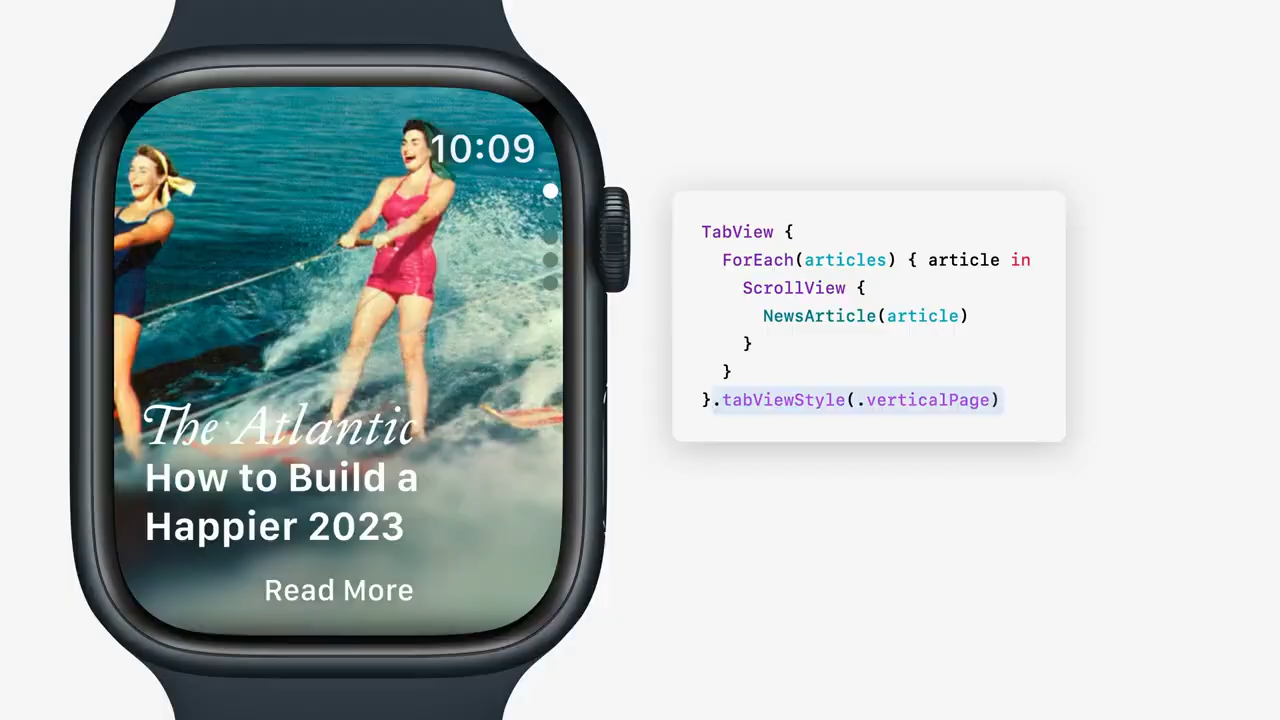 10:09
The Atlantic
How to Build a
Happier 2023
Read More
TabView {
ForEach(articles) { article in
ScrollView {
NewsArticle(article)
}
}
}.tabViewStyle(.verticalPage)